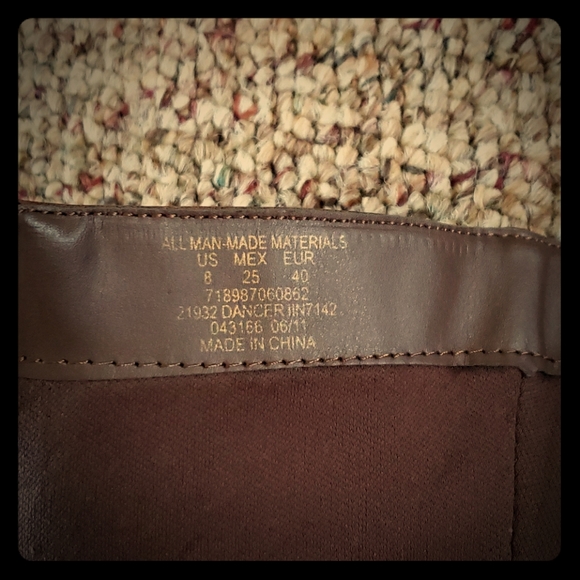 ALL MAN-MADE MATERIALS
US MEX EUR
8 25 40
718987060862
21932 DANCER IIN7142
043166 06/11
MADE IN CHINA